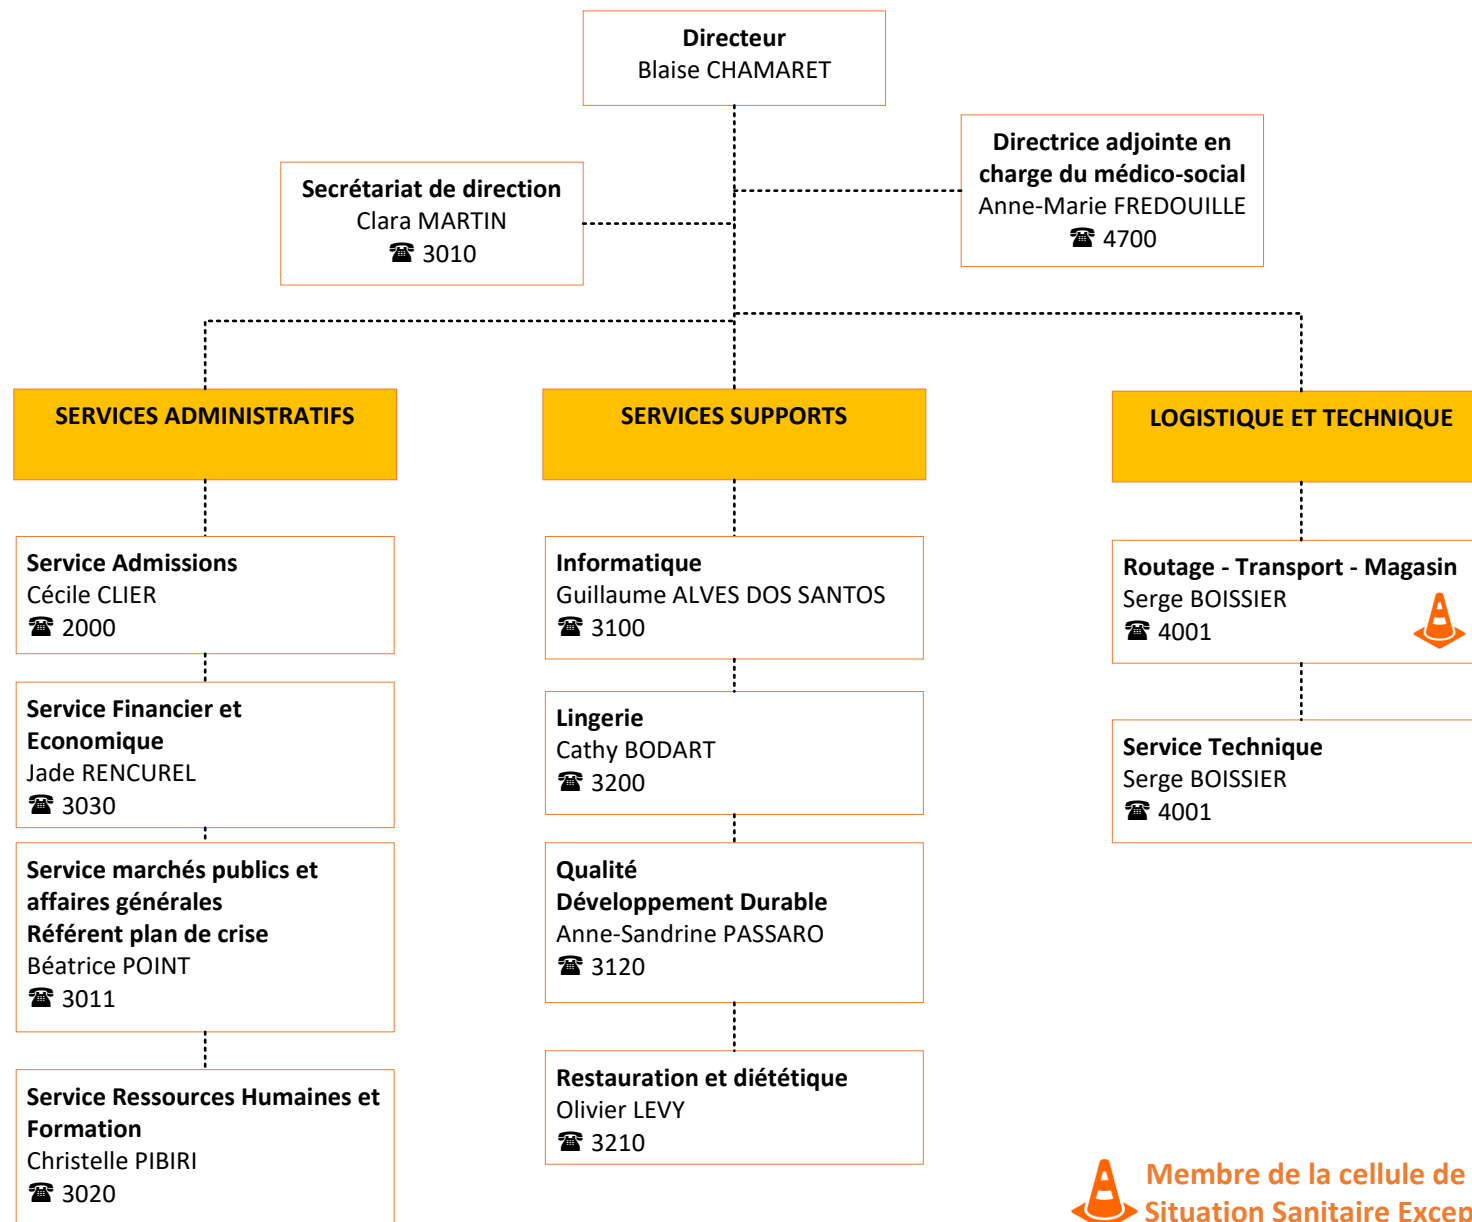 Directeur
Blaise CHAMARET
Directrice adjointe en
charge du médico-social
Anne-Marie FREDOUILLE
☎ 4700
Secrétariat de direction
Clara MARTIN
☎ 3010
SERVICES ADMINISTRATIFS
Service Admissions
Cécile CLIER
☎ 2000
Service Financier et
Economique
Jade RENCUREL
☎ 3030
Service marchés publics et
affaires générales
Référent plan de crise
Béatrice POINT
☎ 3011
Service Ressources Humaines et
Formation
Christelle PIBIRI
☎ 3020
SERVICES SUPPORTS
Informatique
Guillaume ALVES DOS SANTOS
☎ 3100
Lingerie
Cathy BODART
☎ 3200
Qualité
Développement Durable
Anne-Sandrine PASSARO
☎ 3120
Restauration et diététique
Olivier LEVY
☎ 3210
LOGISTIQUE ET TECHNIQUE
Routage - Transport - Magasin
Serge BOISSIER
☎ 4001
Service Technique
Serge BOISSIER
☎ 4001
Membre de la cellule de
Situation Sanitaire Excep